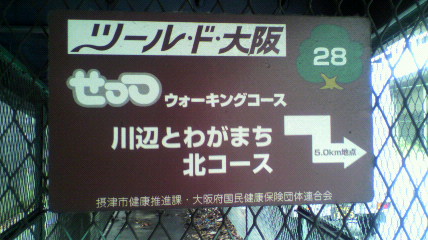 ツール・ド・大阪
28
せっつ
ウォーキングコース
川辺とわがまち
北コース
5.0km地点
摂津市健康推進課・大阪府国民健康保険団体連合会